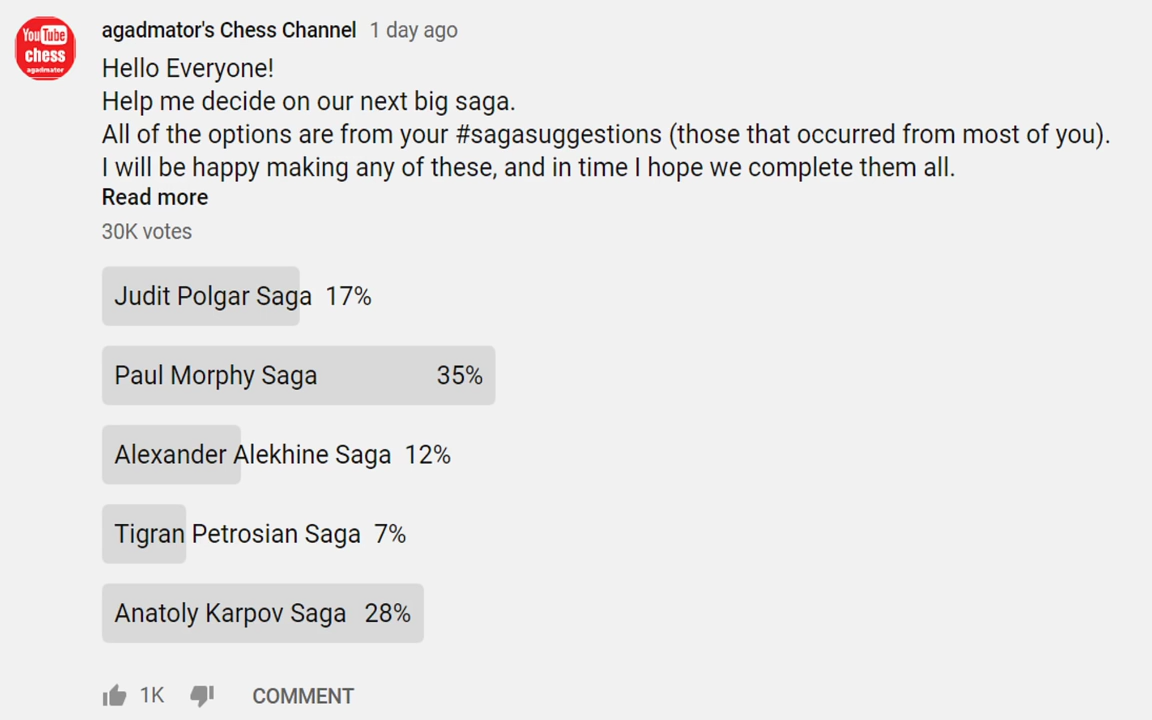 YouTube
chess
agadmator
agadmator's Chess Channel 1 day ago
Hello Everyone!
Help me decide on our next big saga.
All of the options are from your #sagasuggestions (those that occurred from most of you).
I will be happy making any of these, and in time I hope we complete them all.
Read more
30K votes
Judit Polgar Saga 17%
Paul Morphy Saga 35%
Alexander Alekhine Saga 12%
Tigran Petrosian Saga 7%
Anatoly Karpov Saga 28%
1K COMMENT